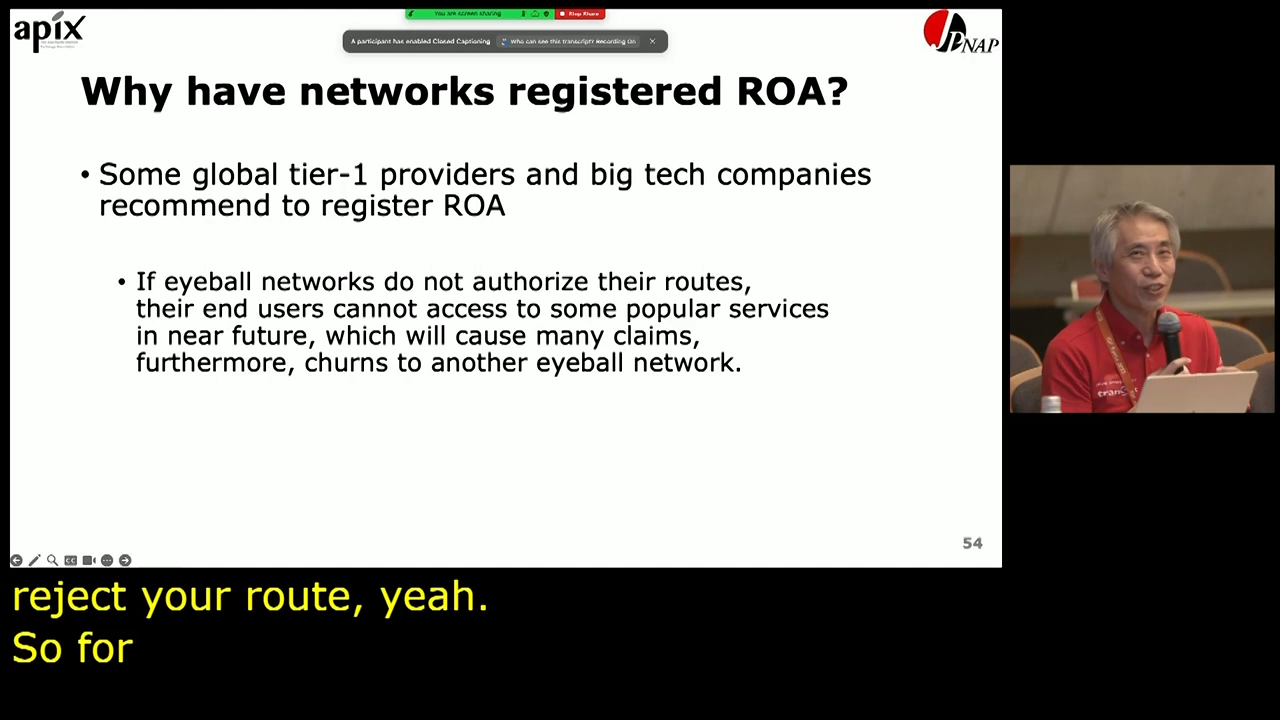 You are screen sharing
Stop Share
apix
A participant has enabled Closed Captioning
Who can see this transcript? Recording On
JPNAP
Why have networks registered ROA?
• Some global tier-1 providers and big tech companies
recommend to register ROA
• If eyeball networks do not authorize their routes,
their end users cannot access to some popular services
in near future, which will cause many claims,
furthermore, churns to another eyeball network.
54
reject your route, yeah.
So for